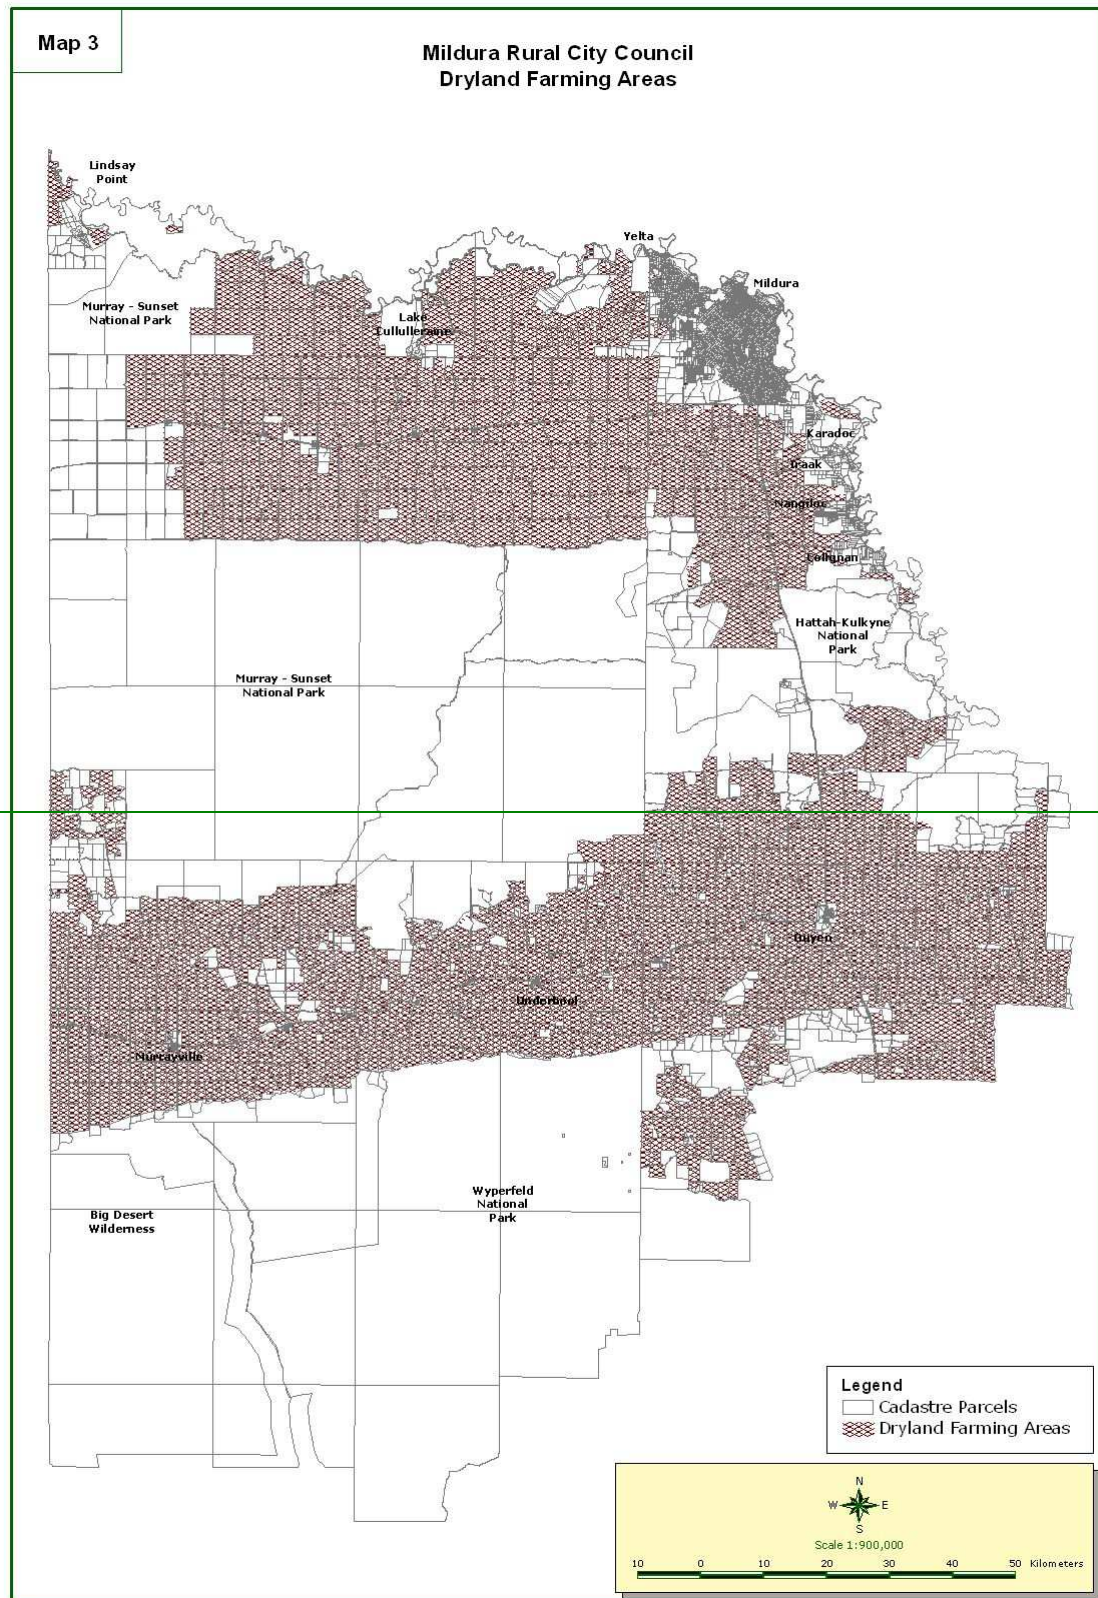 Map 3
Mildura Rural City Council
Dryland Farming Areas
Lindsay
Point
Yelta
Mildura
Murray - Sunset
National Park
Lake
Cullulleraine
Karadoc
Iraak
Nangiloc
Colignan
Hattah-Kulkyne
National
Park
Murray - Sunset
National Park
Ouyen
Underbool
Murrayville
Wyperfeld
National
Park
Big Desert
Wilderness
Legend
Cadastre Parcels
Dryland Farming Areas
N
W E
S
Scale 1:900,000
10 0 10 20 30 40 50 Kilometers